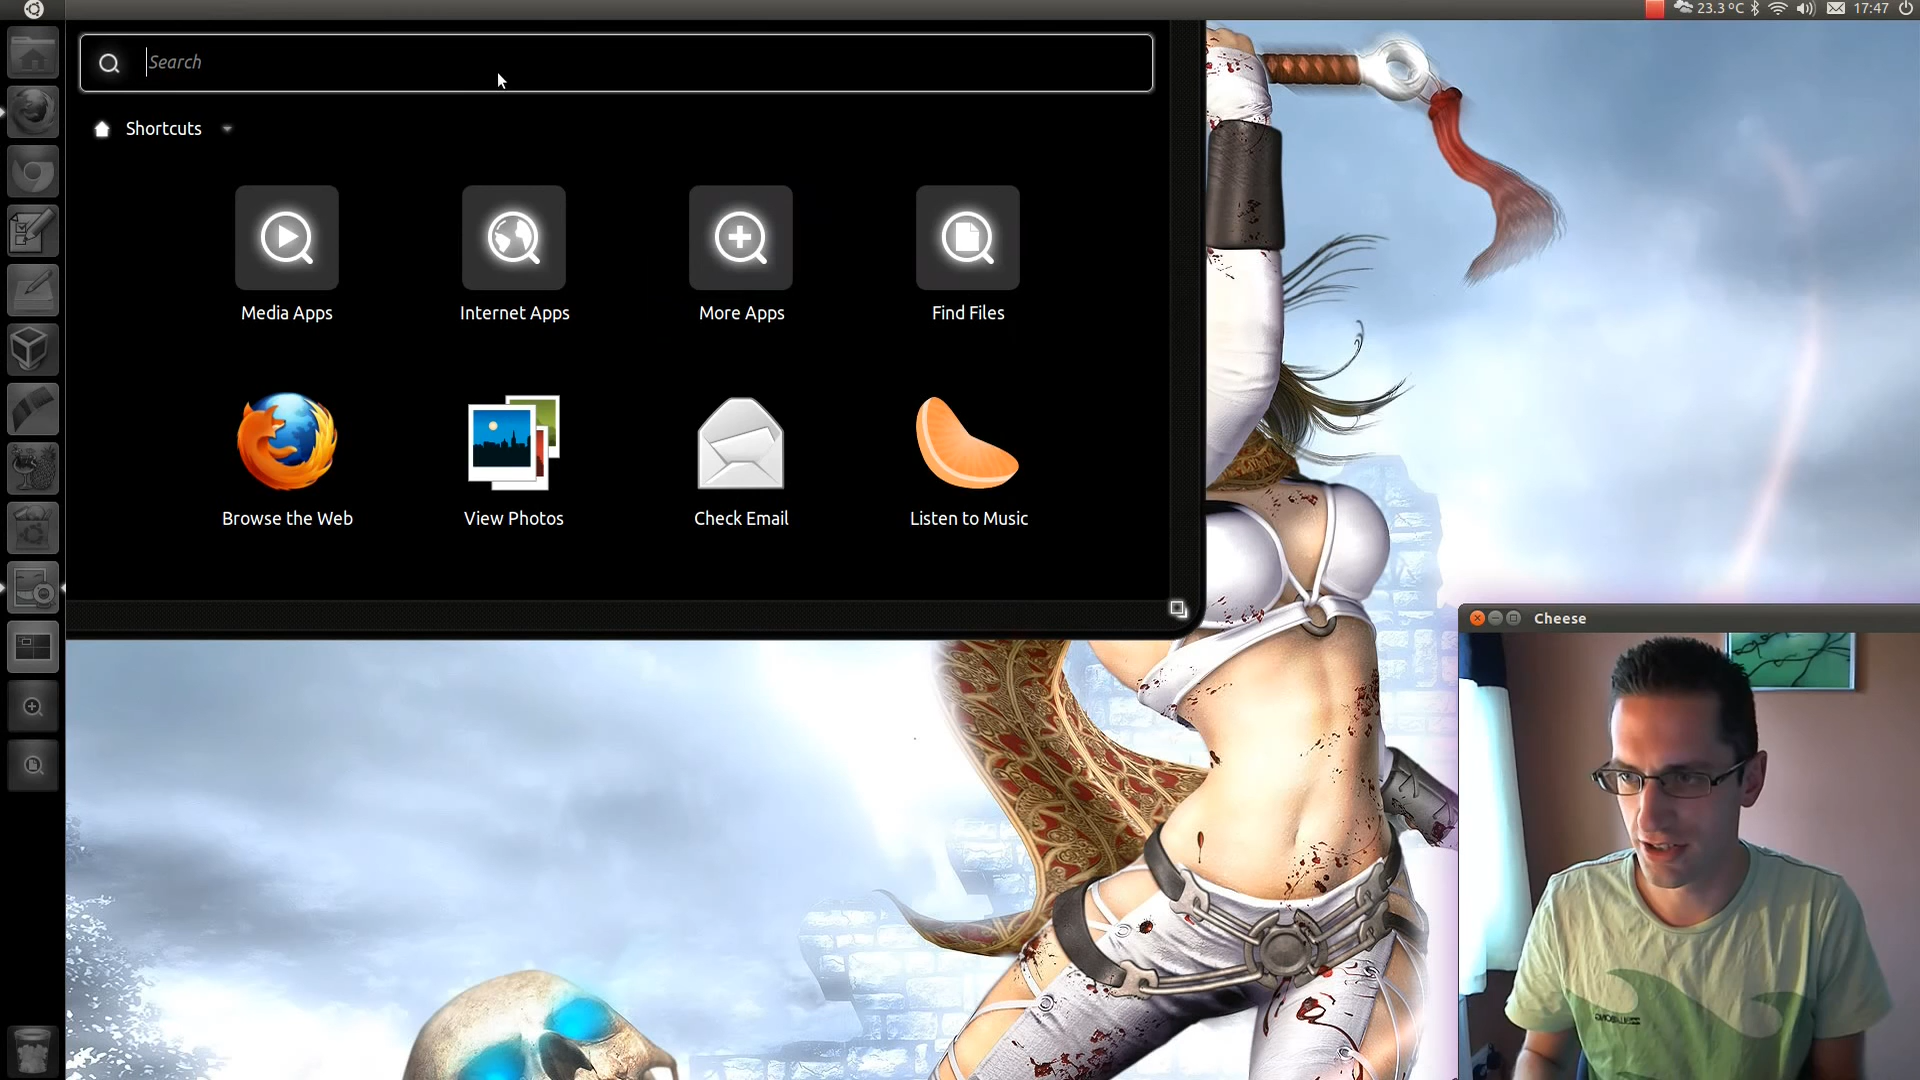 23.3 °C 17:47
Search
Shortcuts
Media Apps Internet Apps More Apps Find Files
Browse the Web View Photos Check Email Listen to Music
Cheese